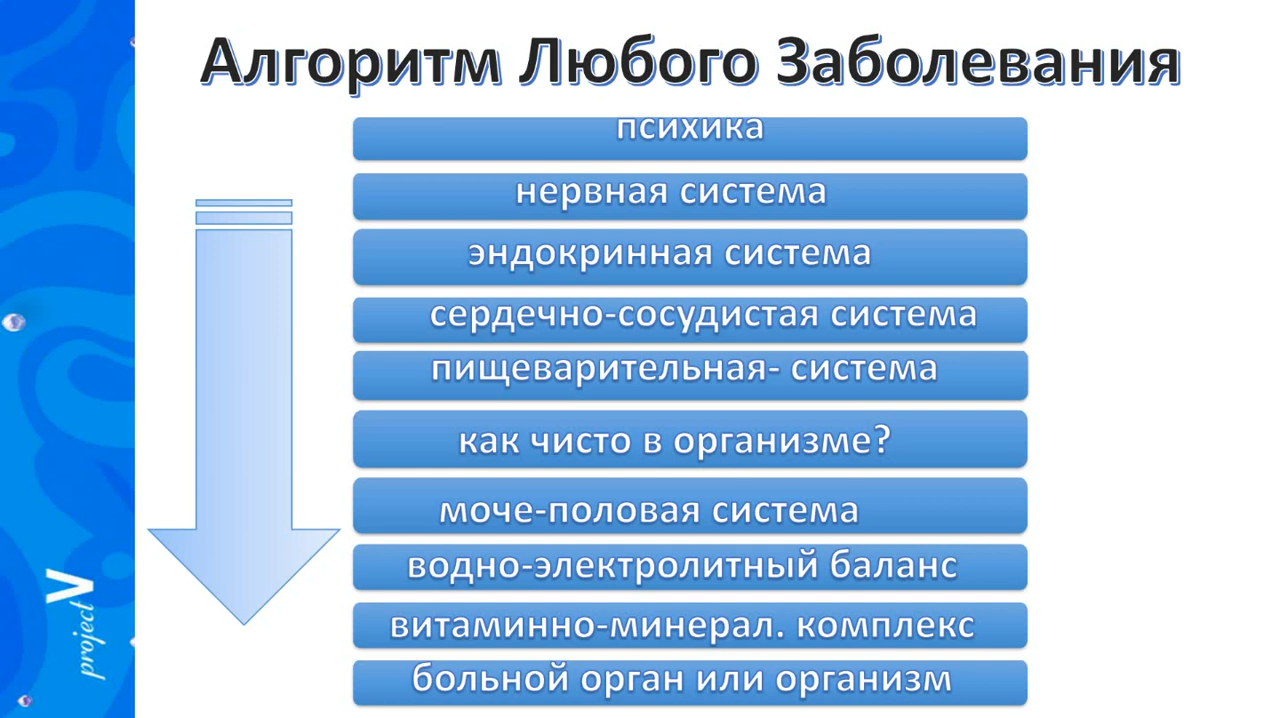 Алгоритм Любого Заболевания
психика
нервная система
эндокринная система
сердечно-сосудистая система
пищеварительная- система
как чисто в организме?
моче-половая система
водно-электролитный баланс
витаминно-минерал. комплекс
больной орган или организм
project V